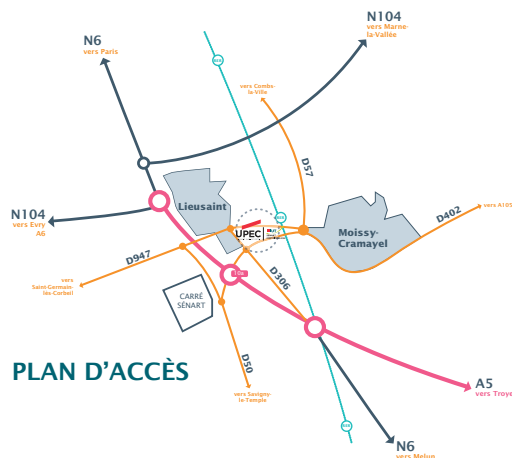 N104
vers Marne-
la-Vallée
N6
vers Paris
vers Combs-
la-Ville
D57
Lieusaint
N104
vers Evry
A6
UPEC
Moissy-
Cramayel
D402
vers A105
D947
vers
Saint-Germain-
lès-Corbeil
D306
CARRÉ
SÉNART
D50
PLAN D’ACCÈS
vers Savigny-
le-Temple
A5
vers Troyes
N6
vers Melun